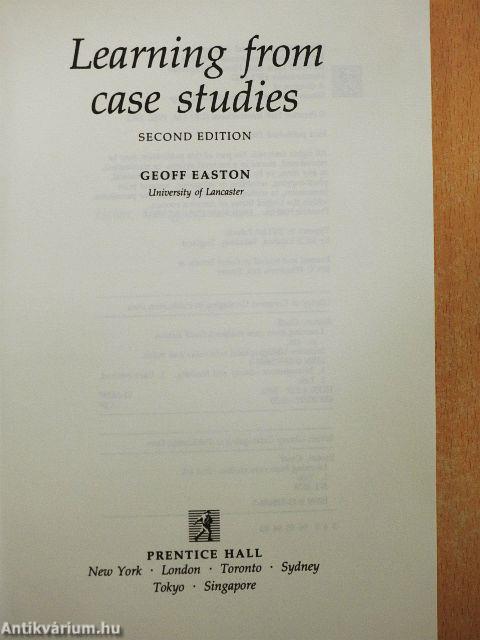 Learning from
case studies
SECOND EDITION
GEOFF EASTON
University of Lancaster
PRENTICE HALL
New York · London · Toronto · Sydney
Tokyo · Singapore
Antikvárium.hu